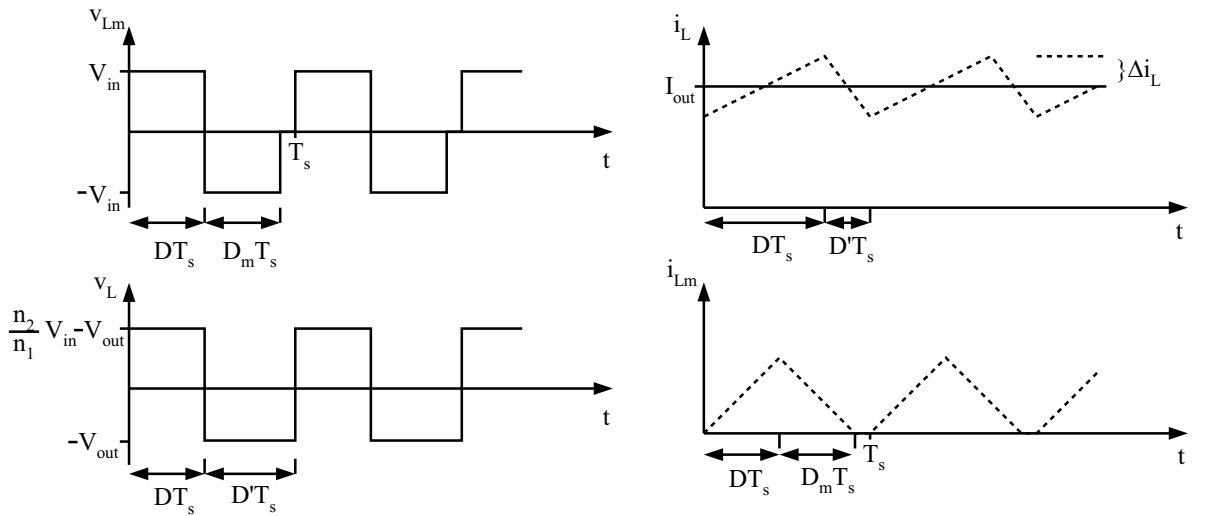 v_Lm
V_in
-V_in
T_s
t
DT_s
D_mT_s
i_L
I_out
}Δi_L
t
DT_s
D'T_s
v_L
n_2/n_1 V_in-V_out
-V_out
t
DT_s
D'T_s
i_Lm
T_s
t
DT_s
D_mT_s